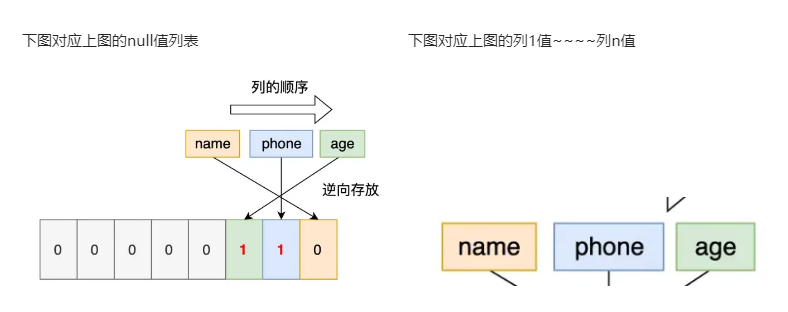 下图对应上图的null值列表
列的顺序
name phone age
逆向存放
0 0 0 0 0 1 1 0
下图对应上图的列1值~~~~列n值
name phone age